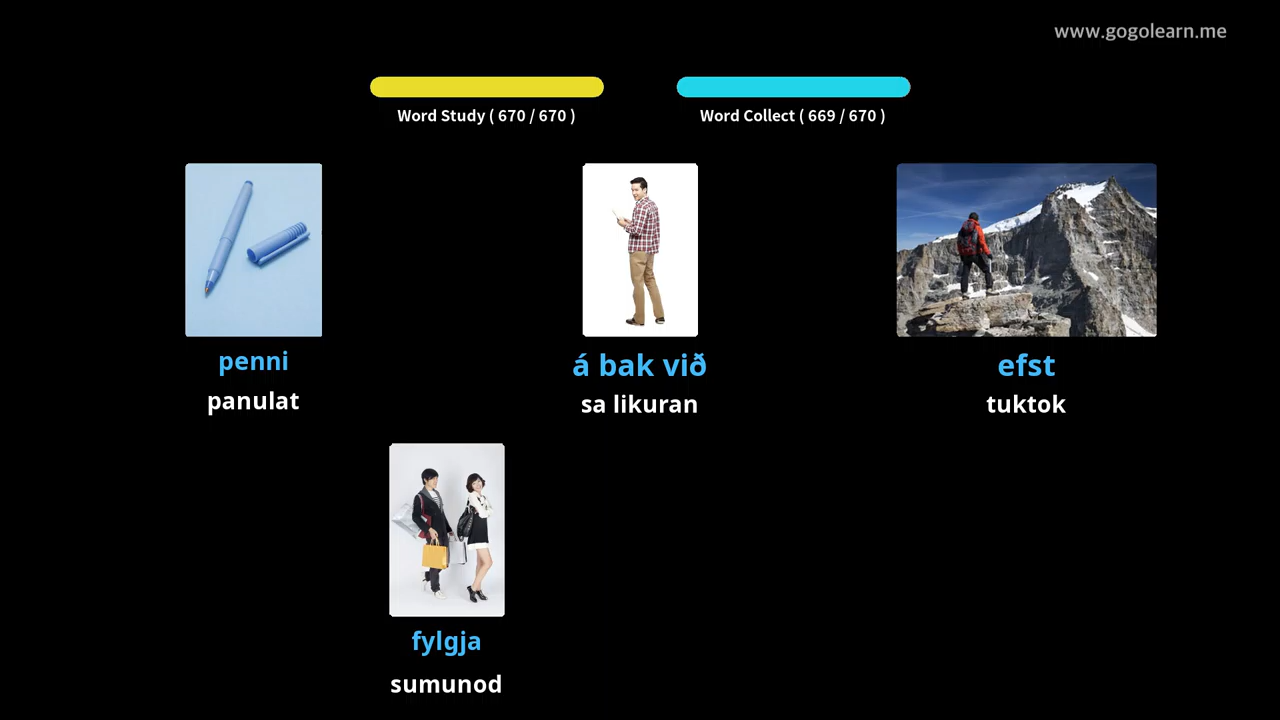 www.gogolearn.me
Word Study ( 670 / 670 )
Word Collect ( 669 / 670 )
penni
panulat
á bak við
sa likuran
efst
tuktok
fylgja
sumunod